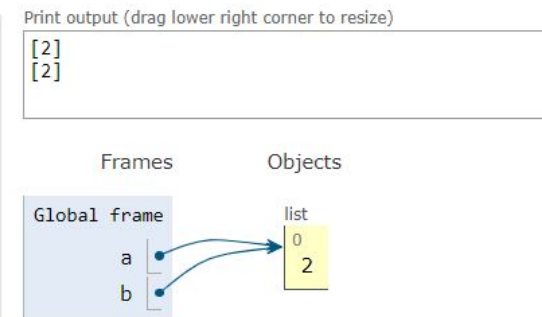 Print output (drag lower right corner to resize)
[2]
[2]
Frames
Objects
Global frame
list
a
0
2
b